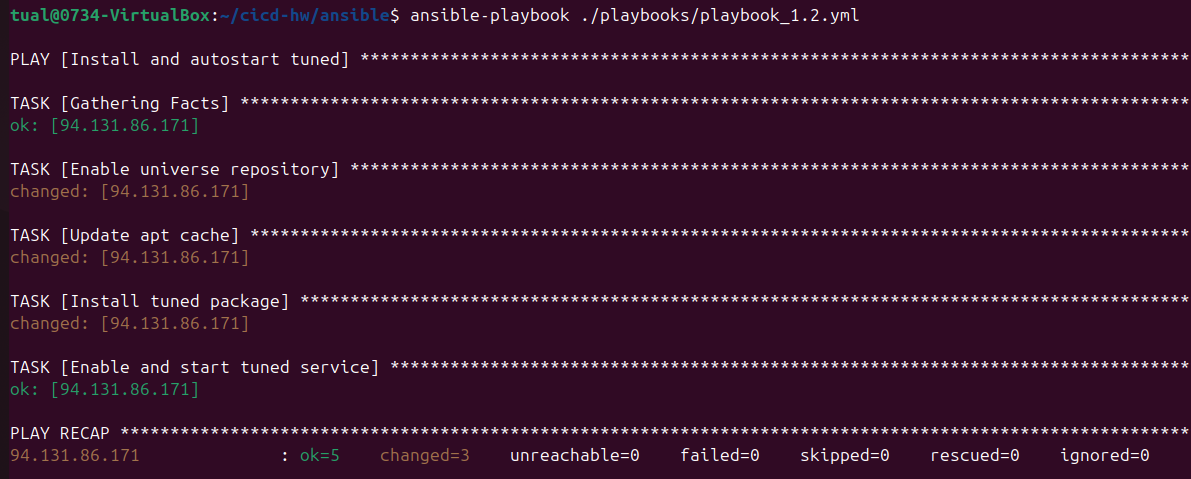 tual@0734-VirtualBox:~/cicd-hw/ansible$ ansible-playbook ./playbooks/playbook_1.2.yml
PLAY [Install and autostart tuned] ***********************************************************************************
TASK [Gathering Facts] ***********************************************************************************************
ok: [94.131.86.171]
TASK [Enable universe repository] ************************************************************************************
changed: [94.131.86.171]
TASK [Update apt cache] **********************************************************************************************
changed: [94.131.86.171]
TASK [Install tuned package] *****************************************************************************************
changed: [94.131.86.171]
TASK [Enable and start tuned service] ********************************************************************************
ok: [94.131.86.171]
PLAY RECAP ***********************************************************************************************************
94.131.86.171              : ok=5    changed=3    unreachable=0    failed=0    skipped=0    rescued=0    ignored=0